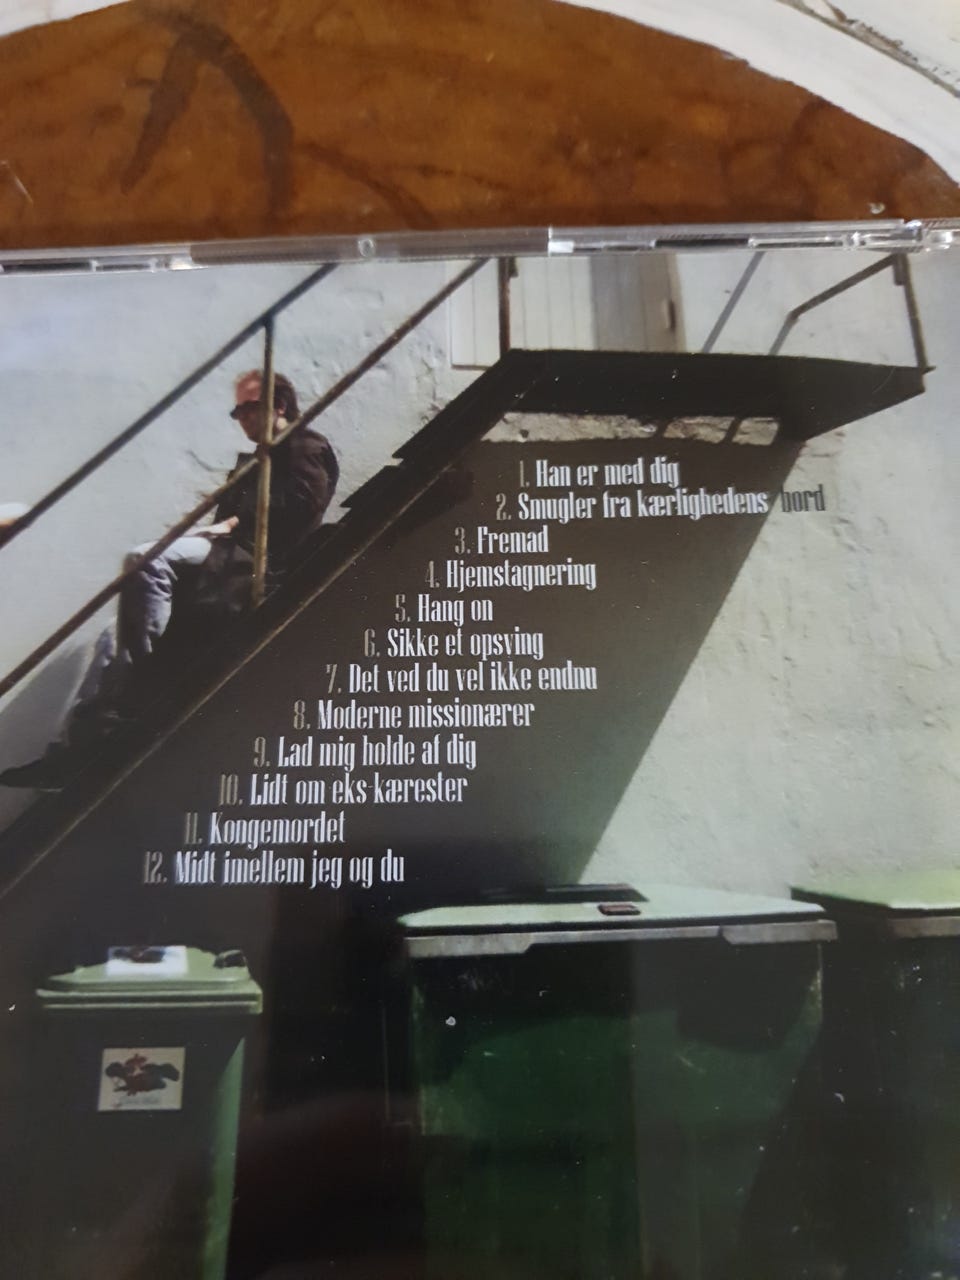 1. Han er med dig
2. Smugler fra kærlighedens bord
3. Fremad
4. Hjemstagnering
5. Hang on
6. Sikke et opsving
7. Det ved du vel ikke endnu
8. Moderne missionærer
9. Lad mig holde af dig
10. Lidt om eks-kærester
11. Kongemordet
12. Midt imellem jeg og du